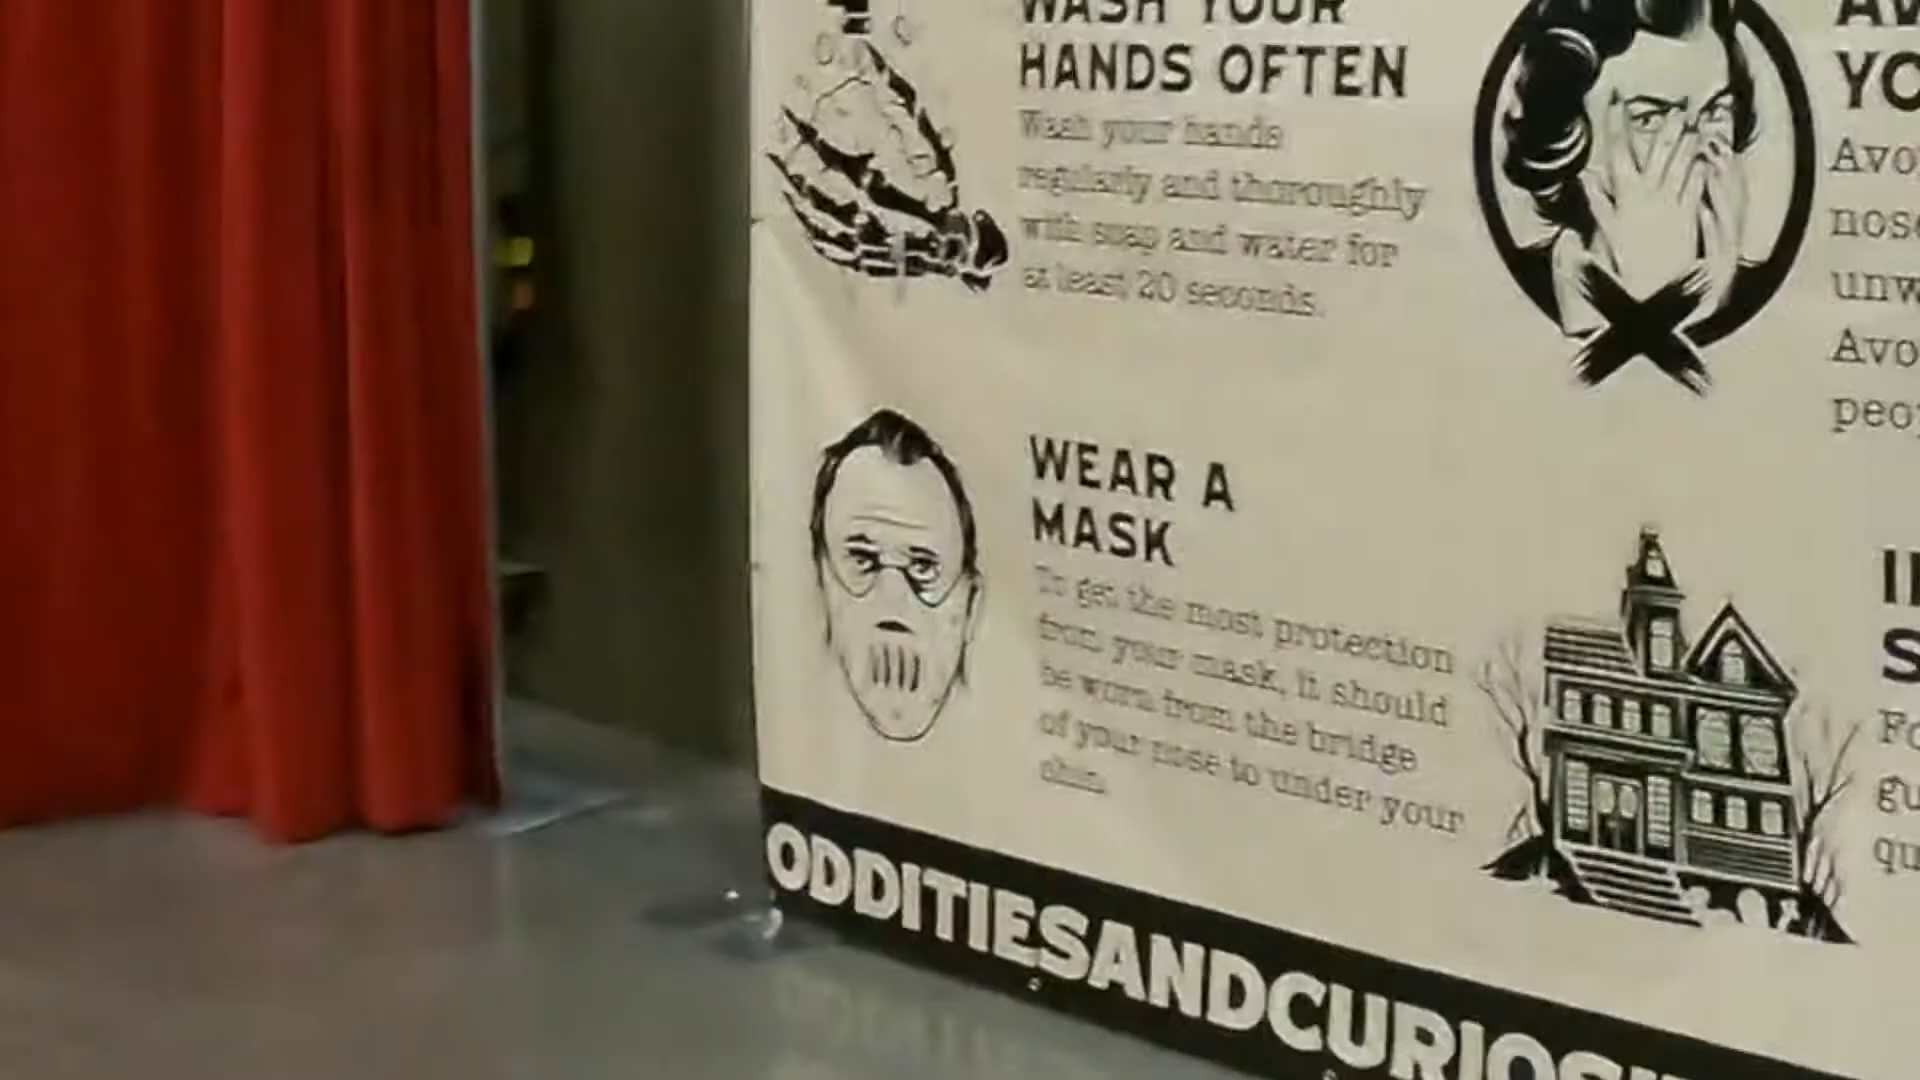 WASH YOUR
HANDS OFTEN
Wash your hands
regularly and thoroughly
with soap and water for
at least 20 seconds.
WEAR A
MASK
To get the most protection
from your mask, it should
be worn from the bridge
of your nose to under your
chin.
AV
YO
Avo
nose
unw
Avo
peop
S
Fo
gu
qu
ODDITIESANDCURIOSI